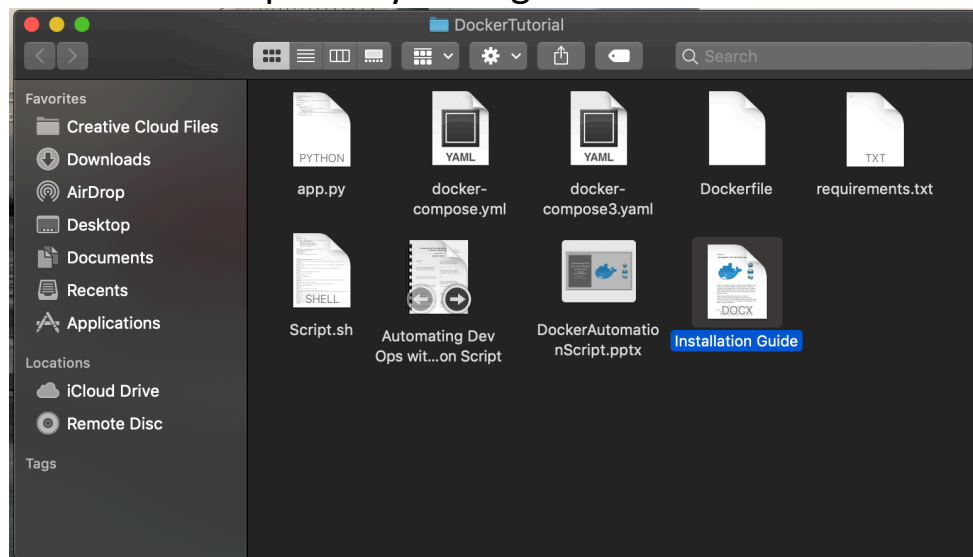 DockerTutorial
Search
Favorites
Creative Cloud Files
Downloads
AirDrop
Desktop
Documents
Recents
Applications
Locations
iCloud Drive
Remote Disc
Tags
PYTHON
YAML
YAML
TXT
app.py
docker-
compose.yml
docker-
compose3.yaml
Dockerfile
requirements.txt
SHELL
DOCX
Script.sh
Automating Dev
Ops wit...on Script
DockerAutomatio
nScript.pptx
Installation Guide